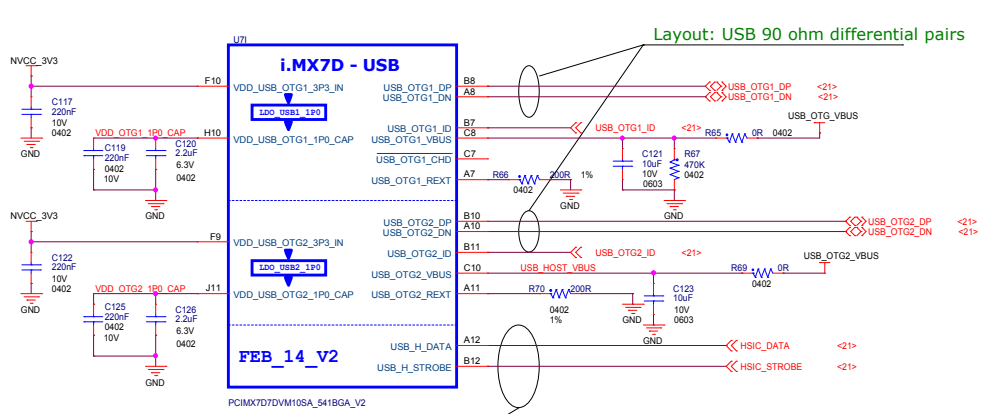 Layout: USB 90 ohm differential pairs
U7I
i.MX7D - USB
NVCC_3V3
F10
VDD_USB_OTG1_3P3_IN
LDO_USB1_1P0
C117
220nF
10V
0402
GND
VDD_OTG1_1P0_CAP
H10
VDD_USB_OTG1_1P0_CAP
C119
220nF
0402
10V
C120
2.2uF
6.3V
0402
GND
USB_OTG1_DP
B8
USB_OTG1_DP
<21>
USB_OTG1_DN
A8
USB_OTG1_DN
<21>
USB_OTG1_ID
B7
USB_OTG1_ID
<21>
USB_OTG1_VBUS
C8
R65
0R
0402
USB_OTG_VBUS
USB_OTG1_CHD
C7
C121
10uF
10V
0603
R67
470K
0402
GND
USB_OTG1_REXT
A7
R66
200R
1%
0402
GND
NVCC_3V3
F9
VDD_USB_OTG2_3P3_IN
LDO_USB2_1P0
C122
220nF
10V
0402
GND
VDD_OTG2_1P0_CAP
J11
VDD_USB_OTG2_1P0_CAP
C125
220nF
0402
10V
C126
2.2uF
6.3V
0402
GND
USB_OTG2_DP
B10
USB_OTG2_DP
<21>
USB_OTG2_DN
A10
USB_OTG2_DN
<21>
USB_OTG2_ID
B11
USB_OTG2_ID
<21>
USB_OTG2_VBUS
C10
USB_HOST_VBUS
R69
0R
0402
USB_OTG2_VBUS
USB_OTG2_REXT
A11
R70
200R
0402
1%
GND
C123
10uF
10V
0603
GND
USB_H_DATA
A12
HSIC_DATA
<21>
USB_H_STROBE
B12
HSIC_STROBE
<21>
FEB_14_V2
PCIMX7D7DVM10SA_541BGA_V2